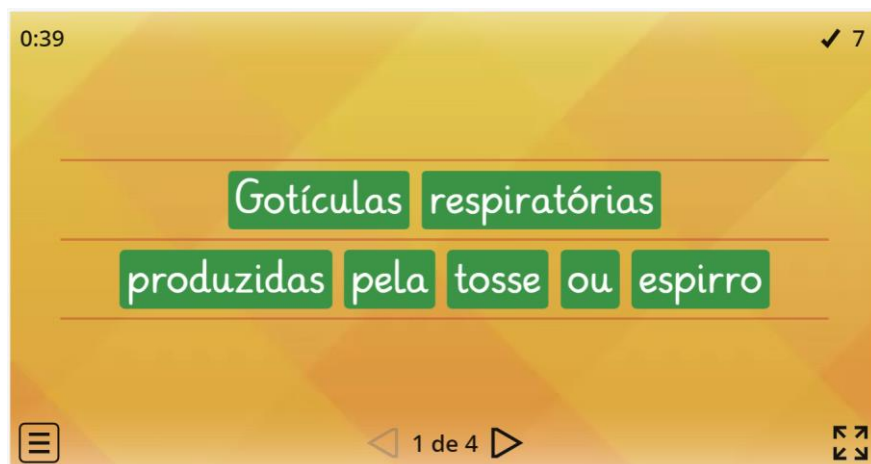 0:39
✓ 7
Gotículas respiratórias
produzidas pela tosse ou espirro
1 de 4